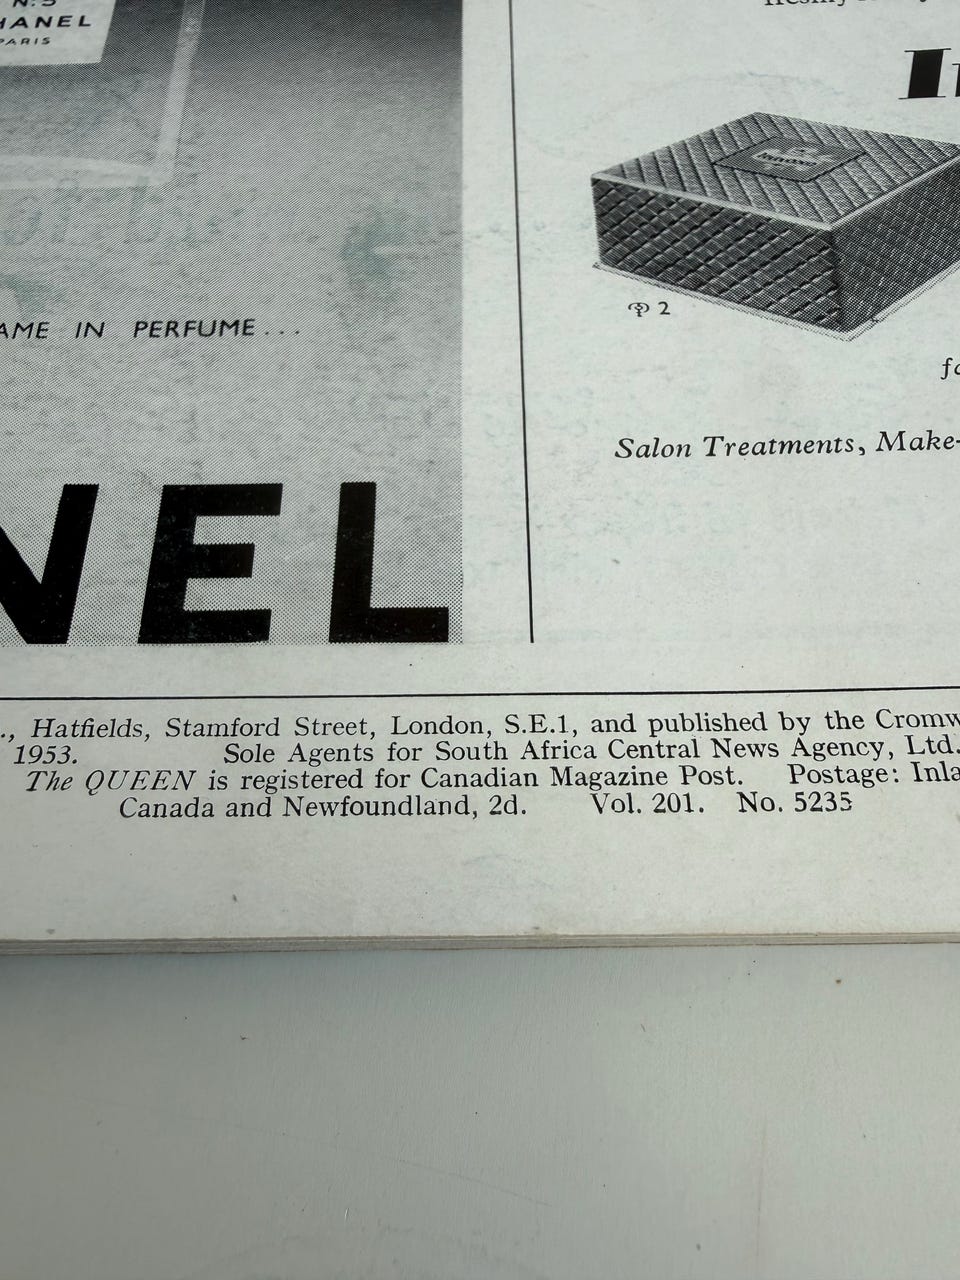 N°5
HANEL
PARIS
AME IN PERFUME...
NEL
2
Salon Treatments, Make-
., Hatfields, Stamford Street, London, S.E.1, and published by the Cromw
1953. Sole Agents for South Africa Central News Agency, Ltd.
The QUEEN is registered for Canadian Magazine Post. Postage: Inla
Canada and Newfoundland, 2d. Vol. 201. No. 5235